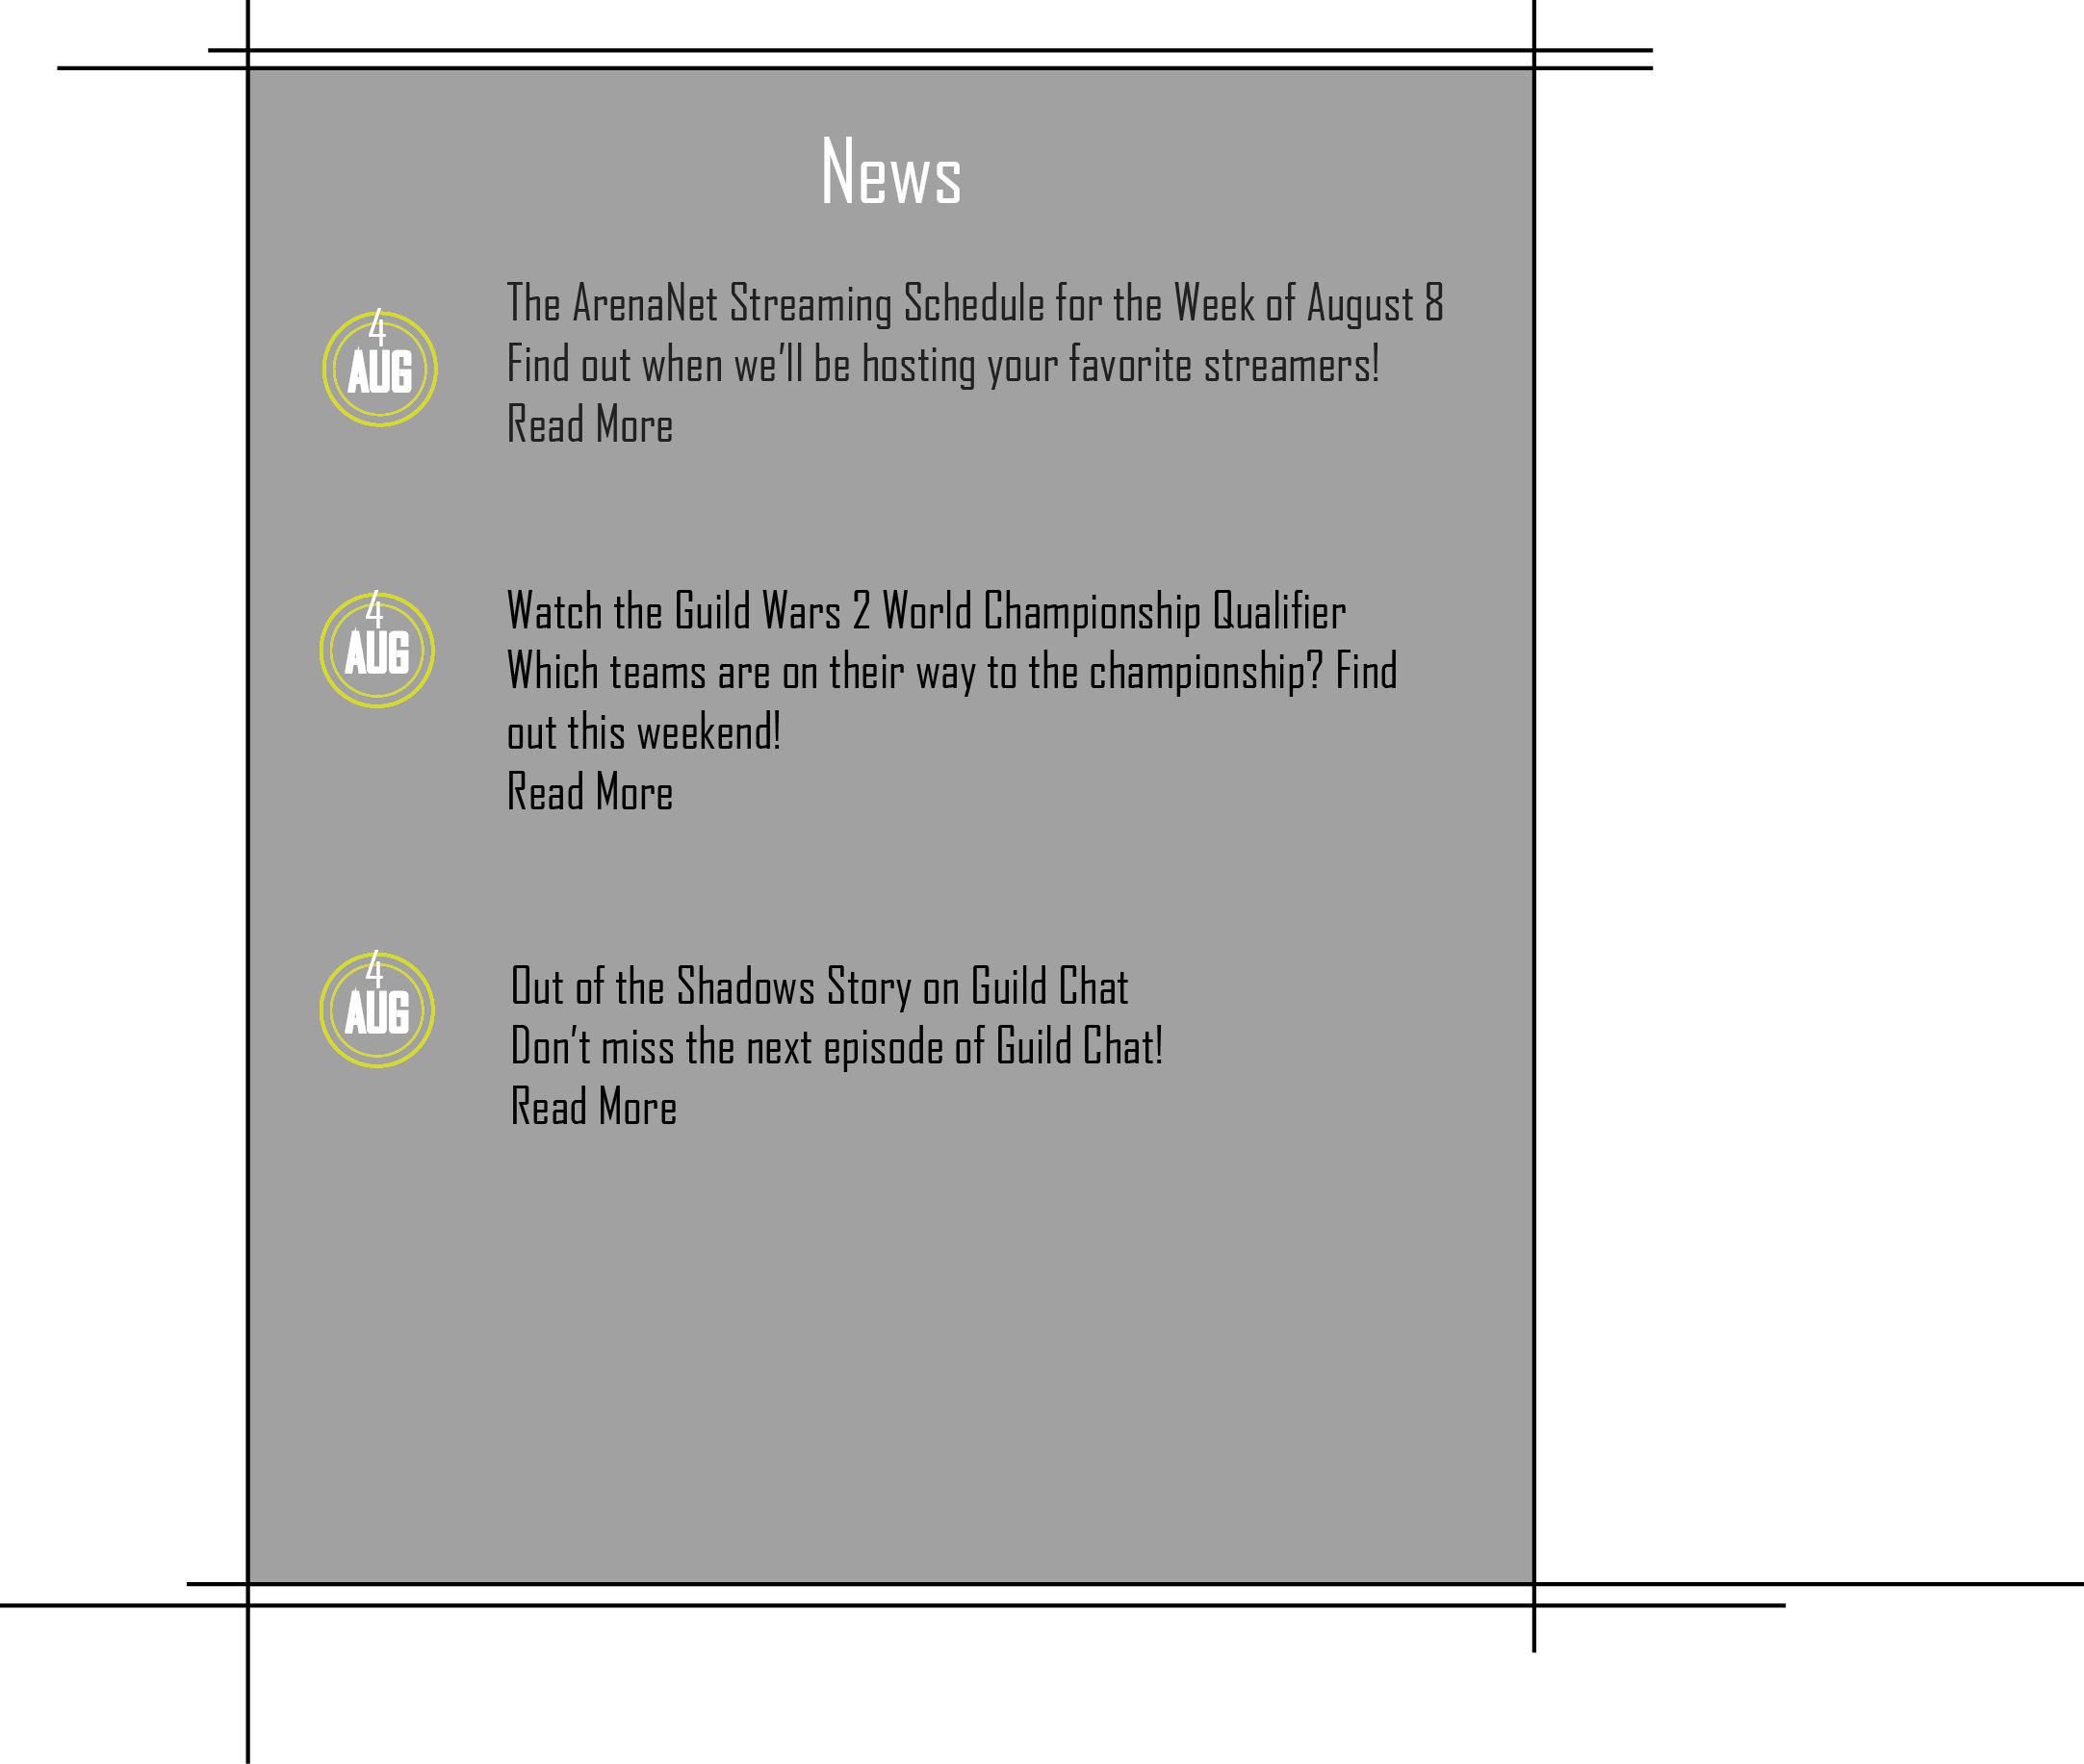 News
4
AUG
The ArenaNet Streaming Schedule for the Week of August 8
Find out when we’ll be hosting your favorite streamers!
Read More
4
AUG
Watch the Guild Wars 2 World Championship Qualifier
Which teams are on their way to the championship? Find
out this weekend!
Read More
4
AUG
Out of the Shadows Story on Guild Chat
Don’t miss the next episode of Guild Chat!
Read More